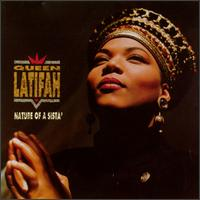 QUEEN
LATIFAH
NATURE OF A SISTA'